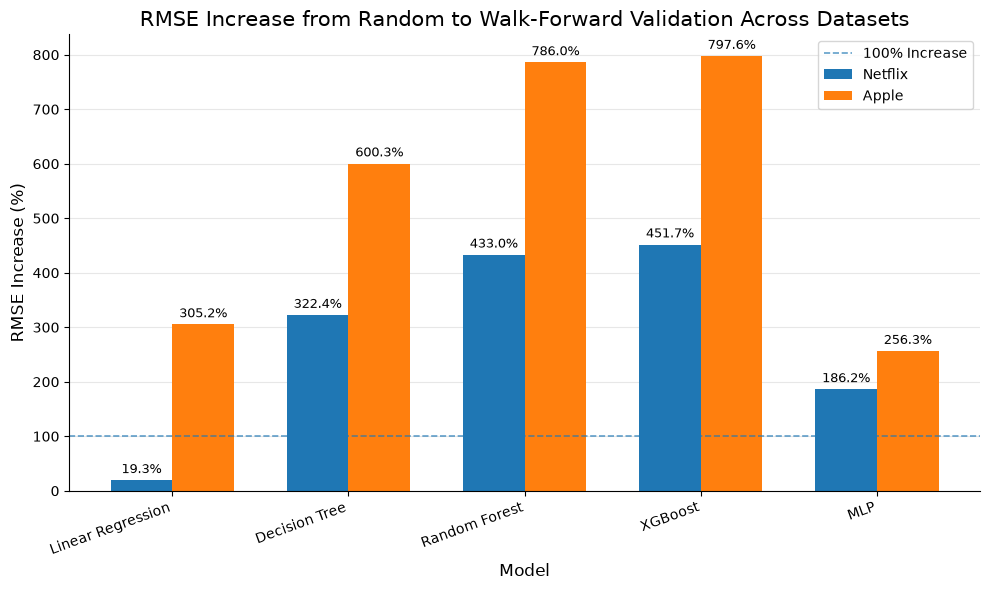 RMSE Increase from Random to Walk-Forward Validation Across Datasets
RMSE Increase (%)
800
700
600
500
400
300
200
100
0
100% Increase
Netflix
Apple
19.3%
305.2%
322.4%
600.3%
433.0%
786.0%
451.7%
797.6%
186.2%
256.3%
Linear Regression
Decision Tree
Random Forest
XGBoost
MLP
Model